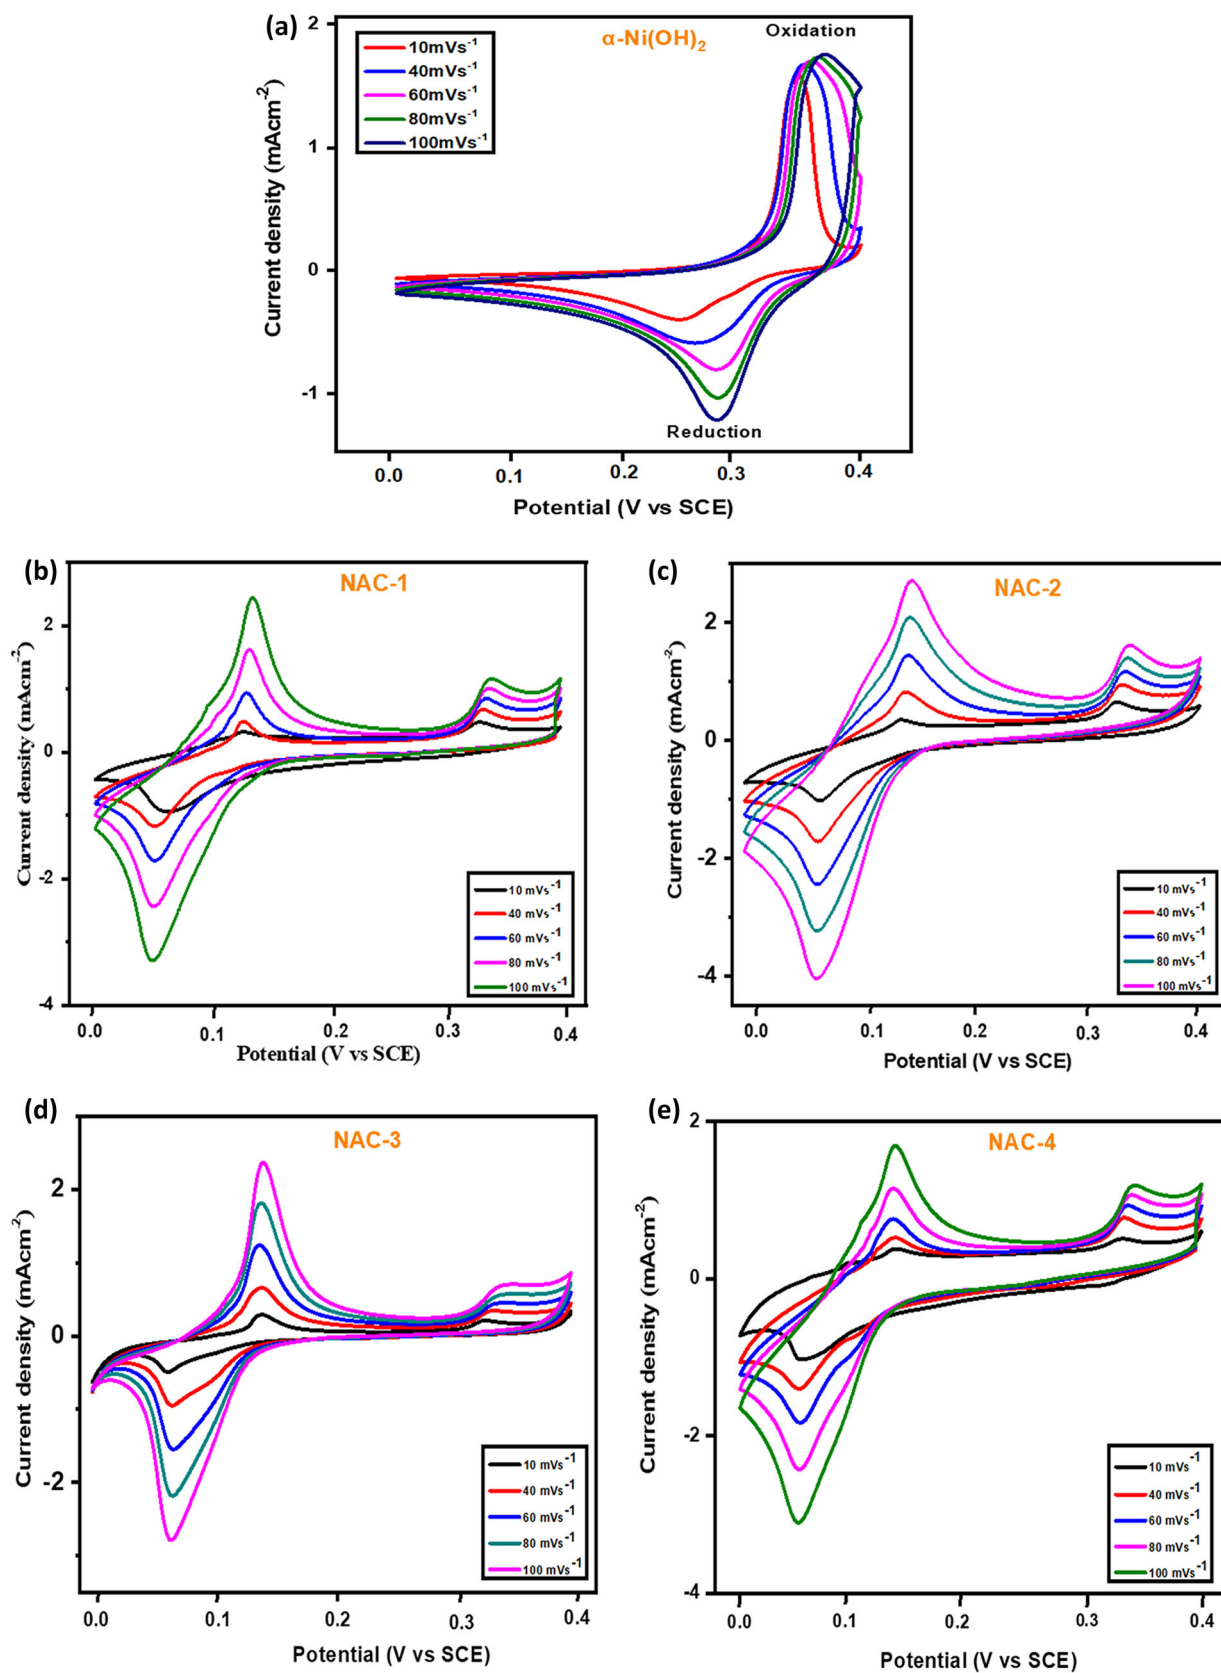 (a)
α-Ni(OH)₂
Oxidation
10mVs⁻¹
40mVs⁻¹
60mVs⁻¹
80mVs⁻¹
100mVs⁻¹
2
1
0
-1
Current density (mAcm⁻²)
Reduction
0.0 0.1 0.2 0.3 0.4
Potential (V vs SCE)
(b)
NAC-1
2
0
-2
-4
Current density (mAcm⁻²)
10 mVs⁻¹
40 mVs⁻¹
60 mVs⁻¹
80 mVs⁻¹
100 mVs⁻¹
0.0 0.1 0.2 0.3 0.4
Potential (V vs SCE)
(c)
NAC-2
2
0
-2
-4
Current density (mAcm⁻²)
10 mVs⁻¹
40 mVs⁻¹
60 mVs⁻¹
80 mVs⁻¹
100 mVs⁻¹
0.0 0.1 0.2 0.3 0.4
Potential (V vs SCE)
(d)
NAC-3
2
0
-2
Current density (mAcm⁻²)
10 mVs⁻¹
40 mVs⁻¹
60 mVs⁻¹
80 mVs⁻¹
100 mVs⁻¹
0.0 0.1 0.2 0.3 0.4
Potential (V vs SCE)
(e)
NAC-4
2
0
-2
-4
Current density (mAcm⁻²)
10 mVs⁻¹
40 mVs⁻¹
60 mVs⁻¹
80 mVs⁻¹
100 mVs⁻¹
0.0 0.1 0.2 0.3 0.4
Potential (V vs SCE)